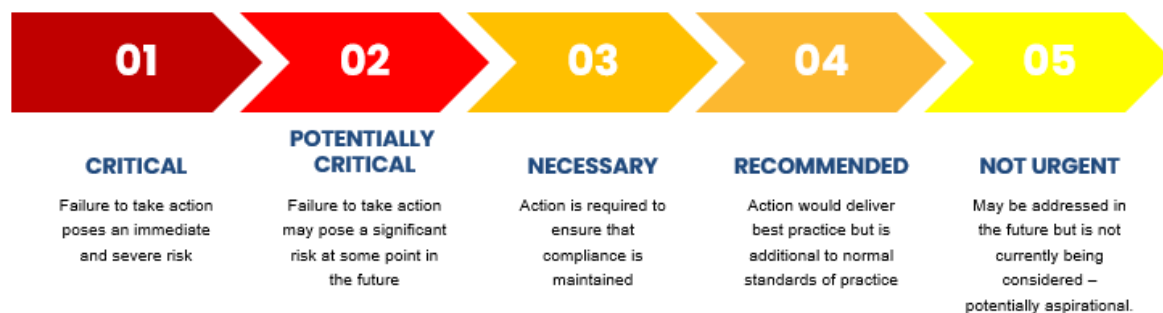 01
02
03
04
05
CRITICAL
Failure to take action
poses an immediate
and severe risk
POTENTIALLY
CRITICAL
Failure to take action
may pose a significant
risk at some point in
the future
NECESSARY
Action is required to
ensure that
compliance is
maintained
RECOMMENDED
Action would deliver
best practice but is
additional to normal
standards of practice
NOT URGENT
May be addressed in
the future but is not
currently being
considered –
potentially aspirational.